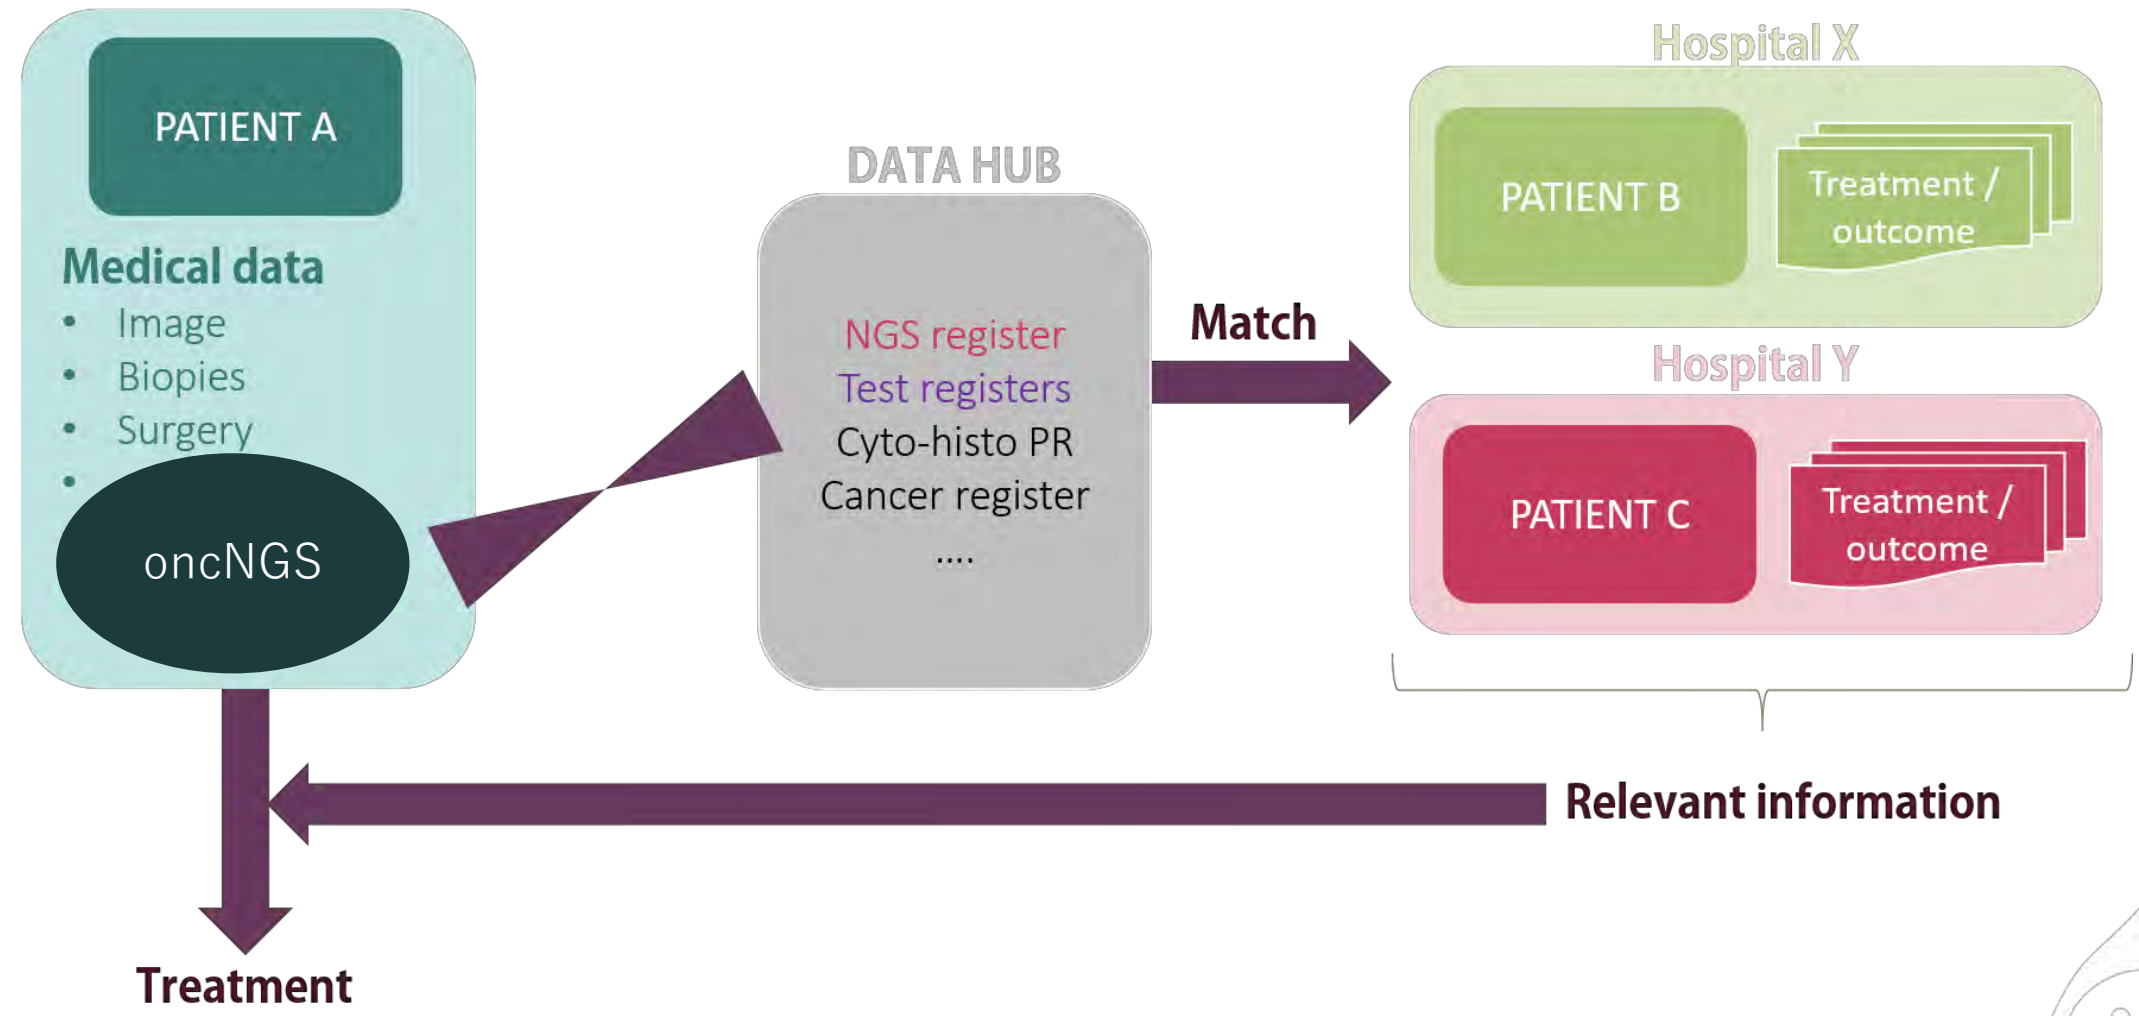 PATIENT A
Medical data
• Image
• Biopies
• Surgery
•
oncNGS
Treatment
DATA HUB
NGS register
Test registers
Cyto-histo PR
Cancer register
....
Match
Hospital X
PATIENT B
Treatment /
outcome
Hospital Y
PATIENT C
Treatment /
outcome
Relevant information